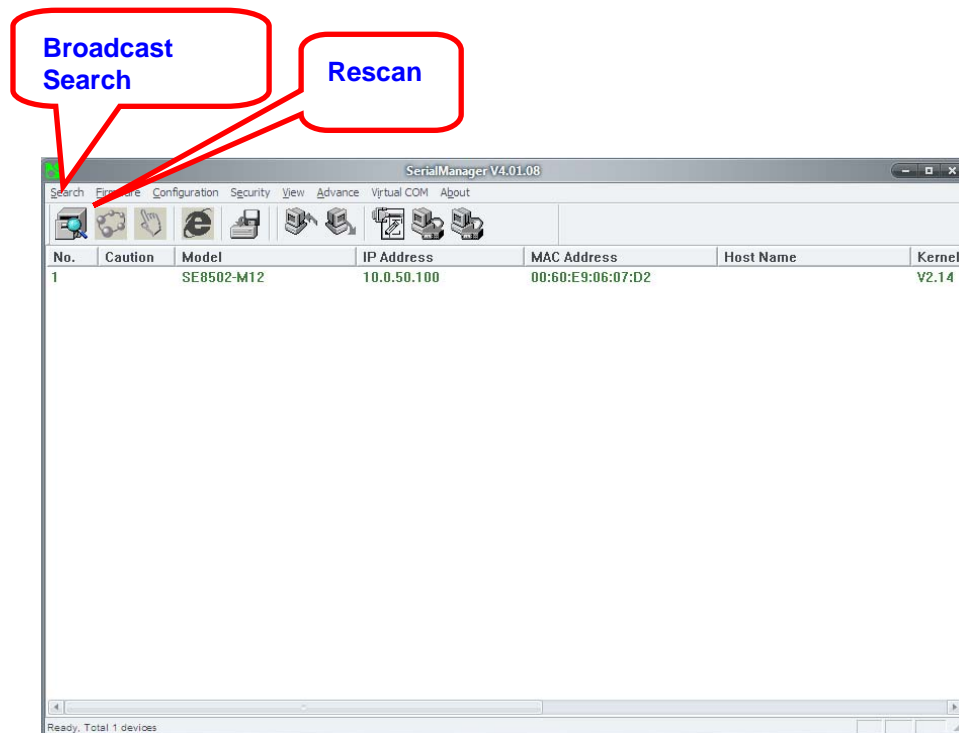 Broadcast
Search
Rescan
SerialManager V4.01.08
Search Firmware Configuration Security View Advance Virtual COM About
No. Caution Model IP Address MAC Address Host Name Kernel
1 SE8502-M12 10.0.50.100 00:60:E9:06:07:D2 V2.14
Ready, Total 1 devices